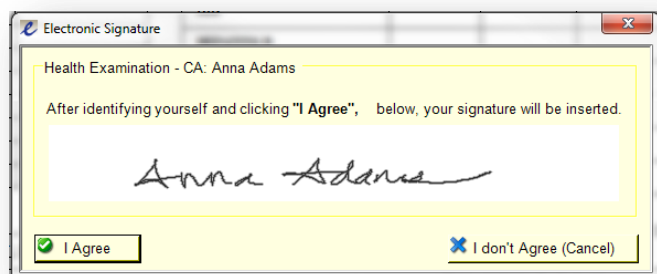 Electronic Signature
Health Examination - CA: Anna Adams
After identifying yourself and clicking "I Agree", below, your signature will be inserted.
Anna Adams
I Agree
I don't Agree (Cancel)